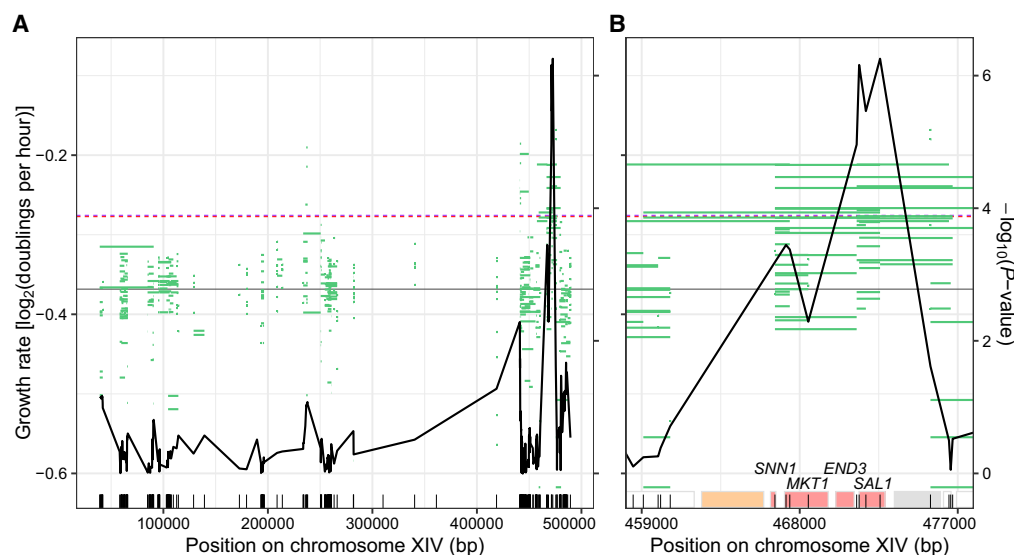 A
B
Growth rate [log2(doublings per hour)]
−0.2
−0.4
−0.6
100000 200000 300000 400000 500000
Position on chromosome XIV (bp)
SNN1 END3
MKT1 SAL1
459000 468000 477000
Position on chromosome XIV (bp)
6
4
2
0
−log10(P−value)